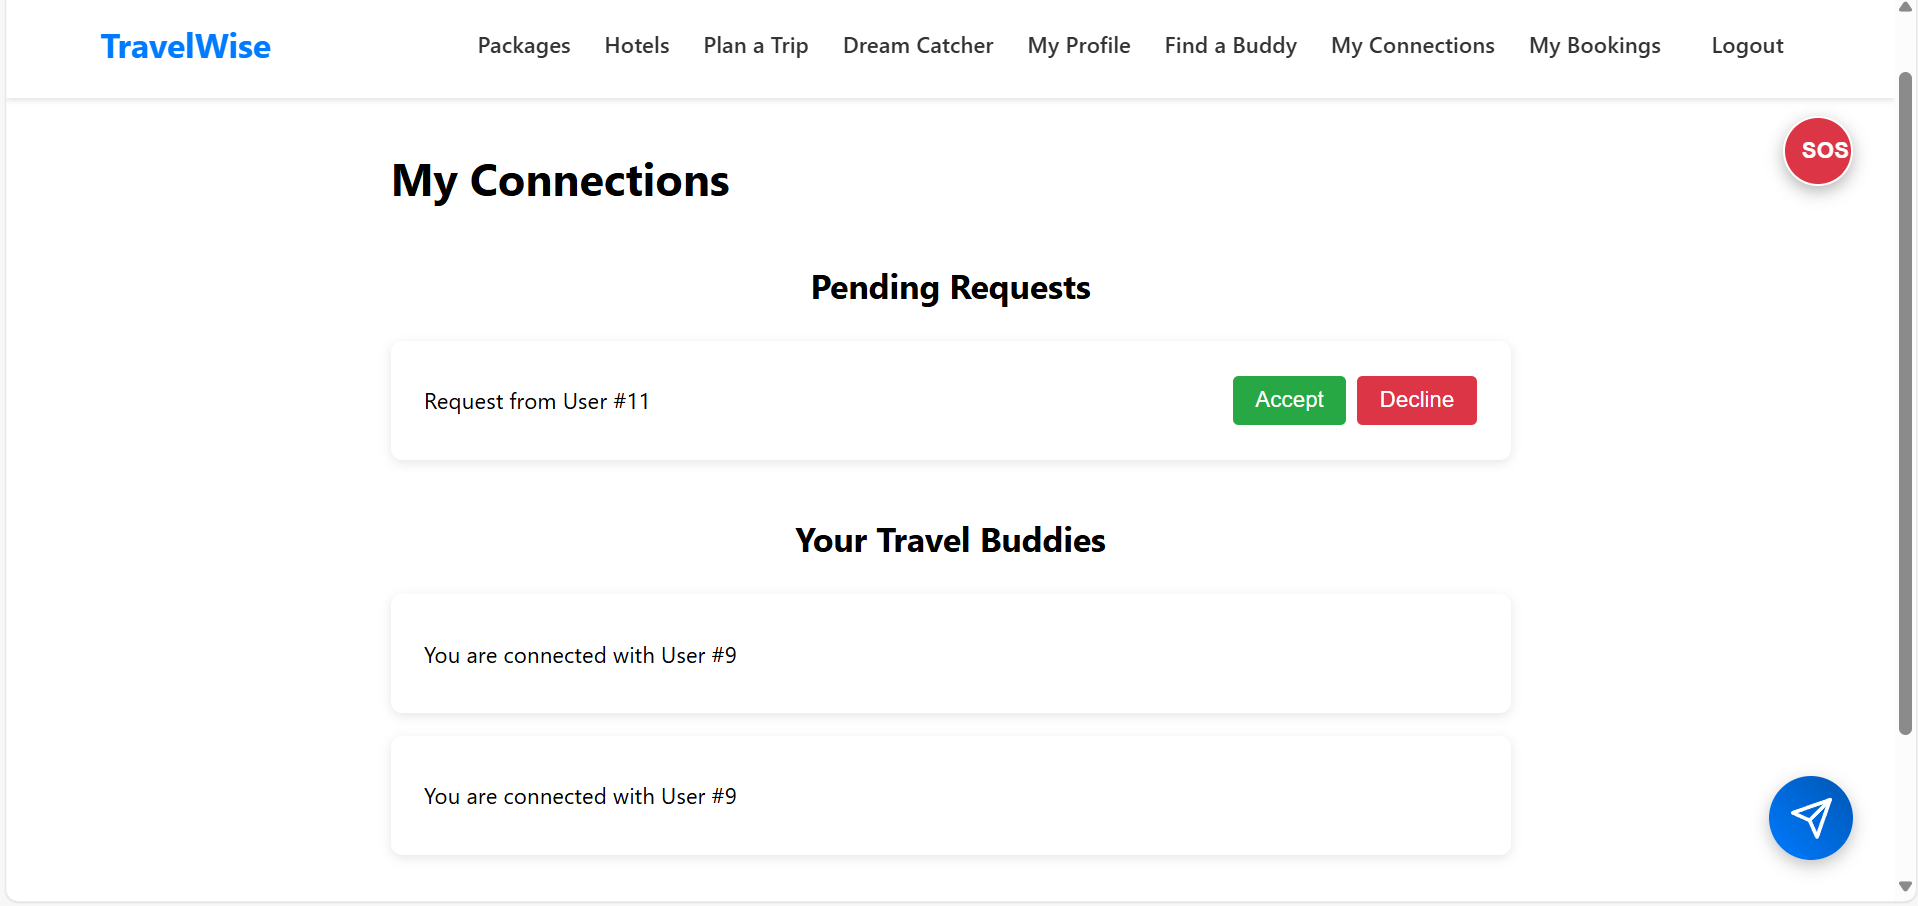 TravelWise
Packages Hotels Plan a Trip Dream Catcher My Profile Find a Buddy My Connections My Bookings Logout
SOS
My Connections
Pending Requests
Request from User #11 Accept Decline
Your Travel Buddies
You are connected with User #9
You are connected with User #9